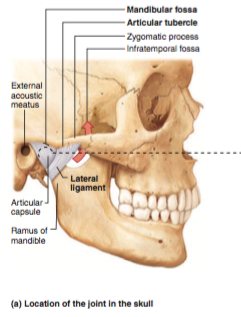 Mandibular fossa
Articular tubercle
Zygomatic process
Infratemporal fossa
External
acoustic
meatus
Lateral
ligament
Articular
capsule
Ramus of
mandible
(a) Location of the joint in the skull